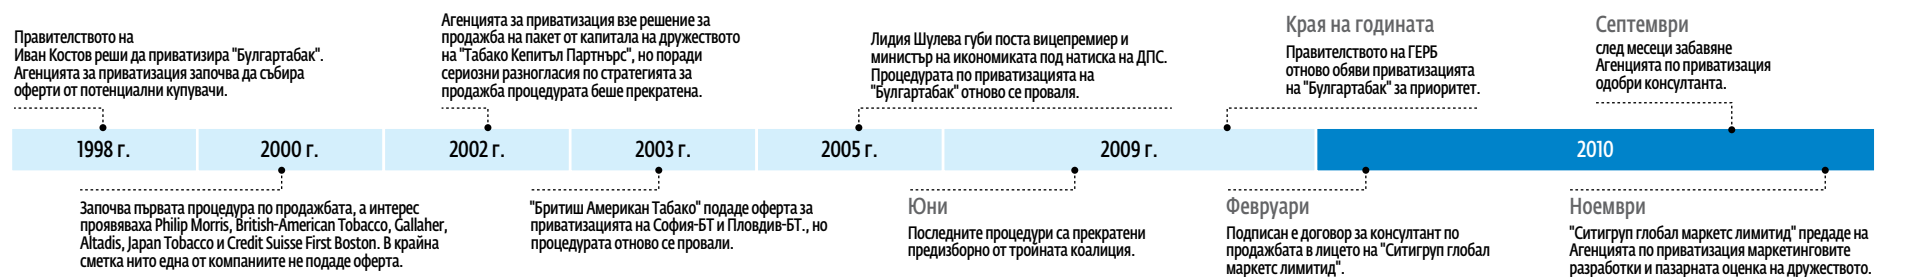 Правителството на
Иван Костов реши да приватизира "Булгартабак".
Агенцията за приватизация започва да събира
оферти от потенциални купувачи.
Агенцията за приватизация взе решение за
продажба на пакет от капитала на дружеството
на "Табако Кепитъл Партнърс", но поради
сериозни разногласия по стратегията за
продажба процедурата беше прекратена.
Лидия Шулева губи поста вицепремиер и
министър на икономиката под натиска на ДПС.
Процедурата по приватизацията на
"Булгартабак" отново се проваля.
Края на годината
Правителството на ГЕРБ
отново обяви приватизацията
на "Булгартабак" за приоритет.
Септември
след месеци забавяне
Агенцията по приватизация
одобри консултанта.
1998 г.
2000 г.
2002 г.
2003 г.
2005 г.
2009 г.
2010
Започва първата процедура по продажбата, а интерес
проявяваха Philip Morris, British-American Tobacco, Gallaher,
Altadis, Japan Tobacco и Credit Suisse First Boston. В крайна
сметка нито една от компаниите не подаде оферта.
"Бритиш Американ Табако" подаде оферта за
приватизацията на София-БТ и Пловдив-БТ., но
процедурата отново се провали.
Юни
Последните процедури са прекратени
предизборно от тройната коалиция.
Февруари
Подписан е договор за консултант по
продажбата в лицето на "Ситигруп глобал
маркетс лимитид".
Ноември
"Ситигруп глобал маркетс лимитид" предаде на
Агенцията по приватизация маркетинговите
разработки и пазарната оценка на дружеството.